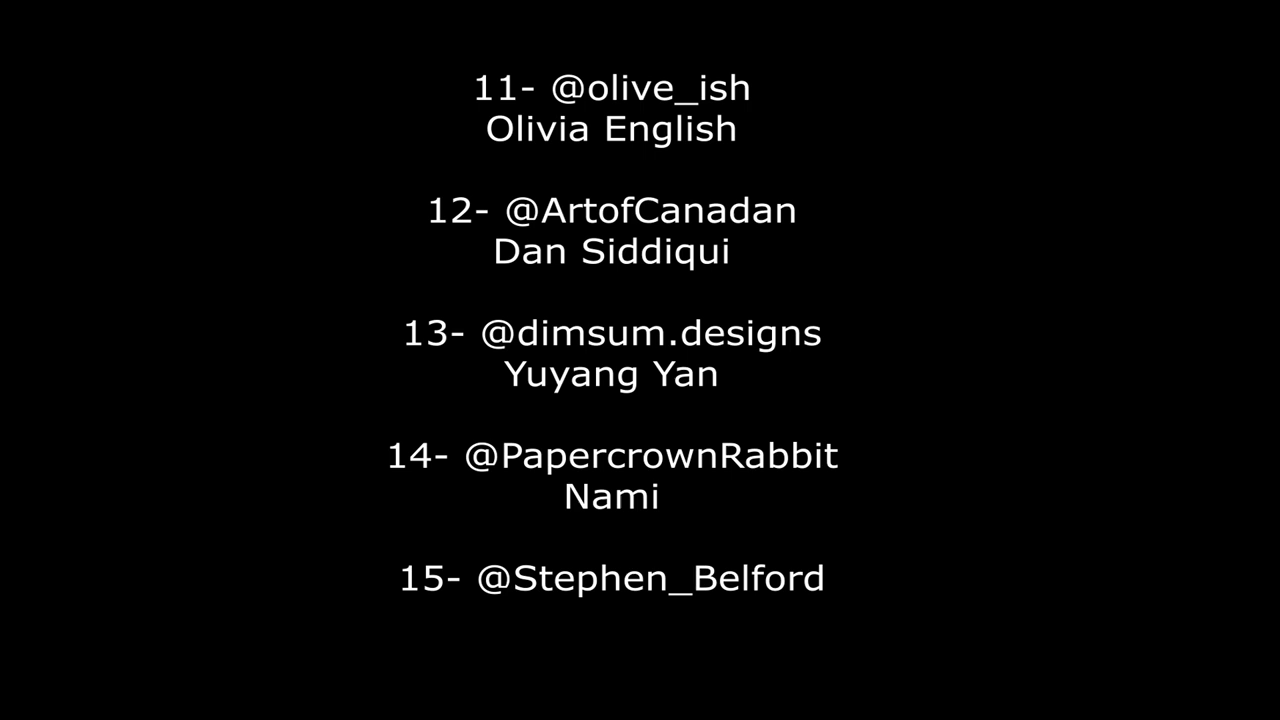 11- @olive_ish
Olivia English
12- @ArtofCanadan
Dan Siddiqui
13- @dimsum.designs
Yuyang Yan
14- @PapercrownRabbit
Nami
15- @Stephen_Belford